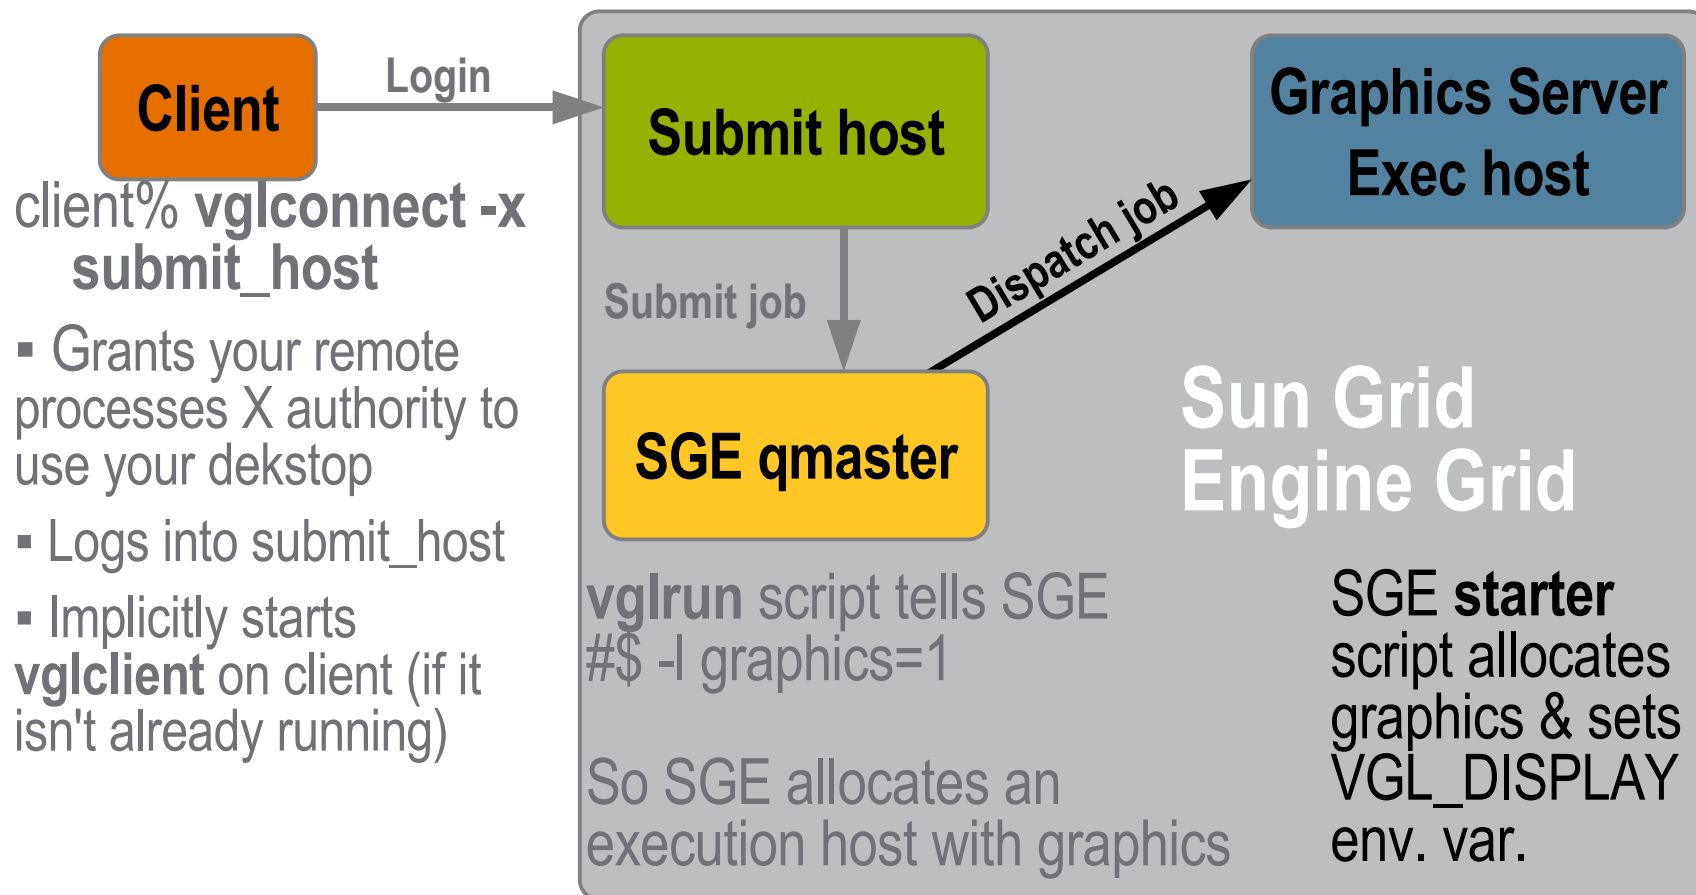 Client
Login
Submit host
Graphics Server
Exec host
client% vglconnect -x
submit_host
Submit job
Dispatch job
▪ Grants your remote
processes X authority to
use your dekstop
▪ Logs into submit_host
▪ Implicitly starts
vglclient on client (if it
isn't already running)
SGE qmaster
Sun Grid
Engine Grid
vglrun script tells SGE
#$ -l graphics=1
So SGE allocates an
execution host with graphics
SGE starter
script allocates
graphics & sets
VGL_DISPLAY
env. var.